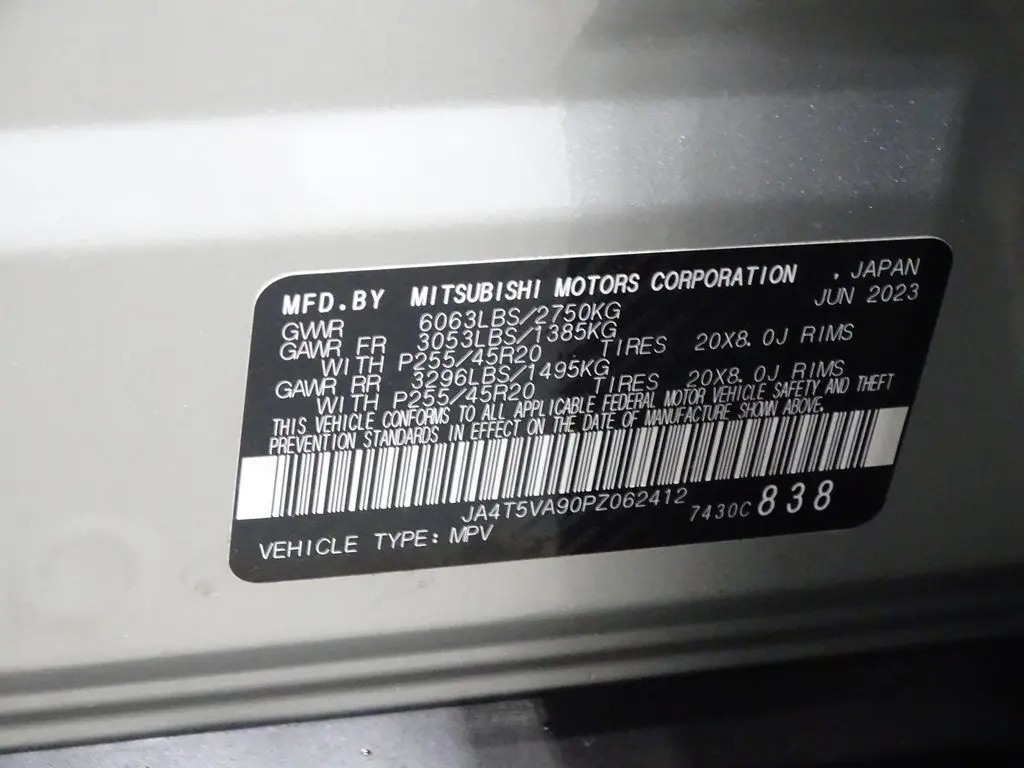 MFD.BY MITSUBISHI MOTORS CORPORATION , JAPAN
JUN 2023
GVWR 6063LBS/2750KG
GAWR FR 3053LBS/1385KG
WITH P255/45R20 TIRES 20X8.0J RIMS
GAWR RR 3296LBS/1495KG
WITH P255/45R20 TIRES 20X8.0J RIMS
THIS VEHICLE CONFORMS TO ALL APPLICABLE FEDERAL MOTOR VEHICLE SAFETY AND THEFT
PREVENTION STANDARDS IN EFFECT ON THE DATE OF MANUFACTURE SHOWN ABOVE.
JA4T5VA90PZ062412 7430C 838
VEHICLE TYPE: MPV